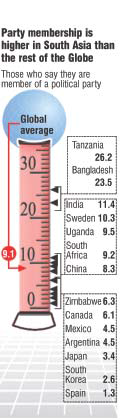 Party membership is
higher in South Asia than
the rest of the Globe
Those who say they are
member of a political party
Global
average
30
20
10
0
9.1
Tanzania
26.2
Bangladesh
23.5
India 11.4
Sweden 10.3
Uganda 9.5
South
Africa 9.2
China 8.3
Zimbabwe 6.3
Canada 6.1
Mexico 4.5
Argentina 4.5
Japan 3.4
South
Korea 2.6
Spain 1.3